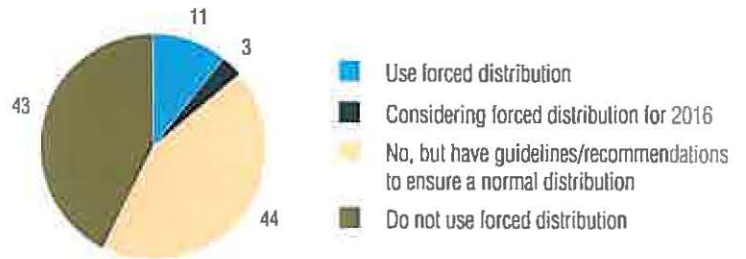 11
3
43
44
Use forced distribution
Considering forced distribution for 2016
No, but have guidelines/recommendations
to ensure a normal distribution
Do not use forced distribution